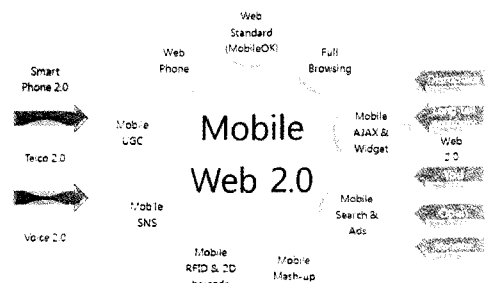 Web
Standard
(MobileOK)
Web
Phone
Full
Browsing
Smart
Phone 2.0
Mobile
UGC
Mobile
Web 2.0
Mobile
AJAX &
Widget
Web
2.0
Telco 2.0
Mobile
SNS
Mobile
Search &
Ads
Voice 2.0
Mobile
RFID & 2D
Mobile
Mash-up